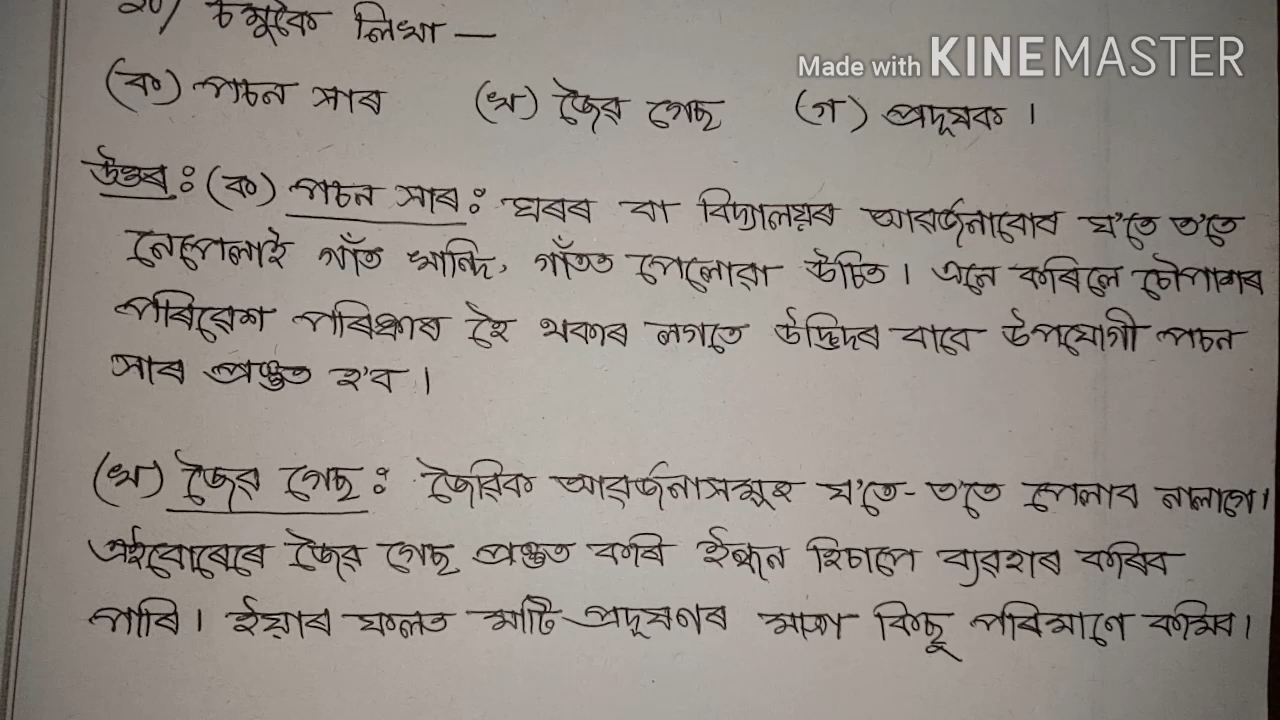 চমুকৈ লিখা —
Made with KINEMASTER
(ক) পচন সাৰ (খ) জৈৱ গেছ (গ) প্ৰদূষক ।
উত্তৰ : (ক) পচন সাৰ : ঘৰৰ বা বিদ্যালয়ৰ আৱৰ্জনাবোৰ য'তে ত'তে
নেপেলাই গাঁত খান্দি, গাঁতত পেলোৱা উচিত । এনে কৰিলে চৌপাশৰ
পৰিৱেশ পৰিষ্কাৰ হৈ থকাৰ লগতে উদ্ভিদৰ বাবে উপযোগী পচন
সাৰ প্ৰস্তুত হ'ব ।
(খ) জৈৱ গেছ : জৈৱিক আৱৰ্জনাসমূহ য'তে-ত'তে পেলাব নালাগে।
এইবোৰেৰে জৈৱ গেছ প্ৰস্তুত কৰি ইন্ধন হিচাপে ব্যৱহাৰ কৰিব
পাৰি । ইয়াৰ ফলত মাটি-প্ৰদূষণৰ মাত্ৰা কিছু পৰিমাণে কমিব।